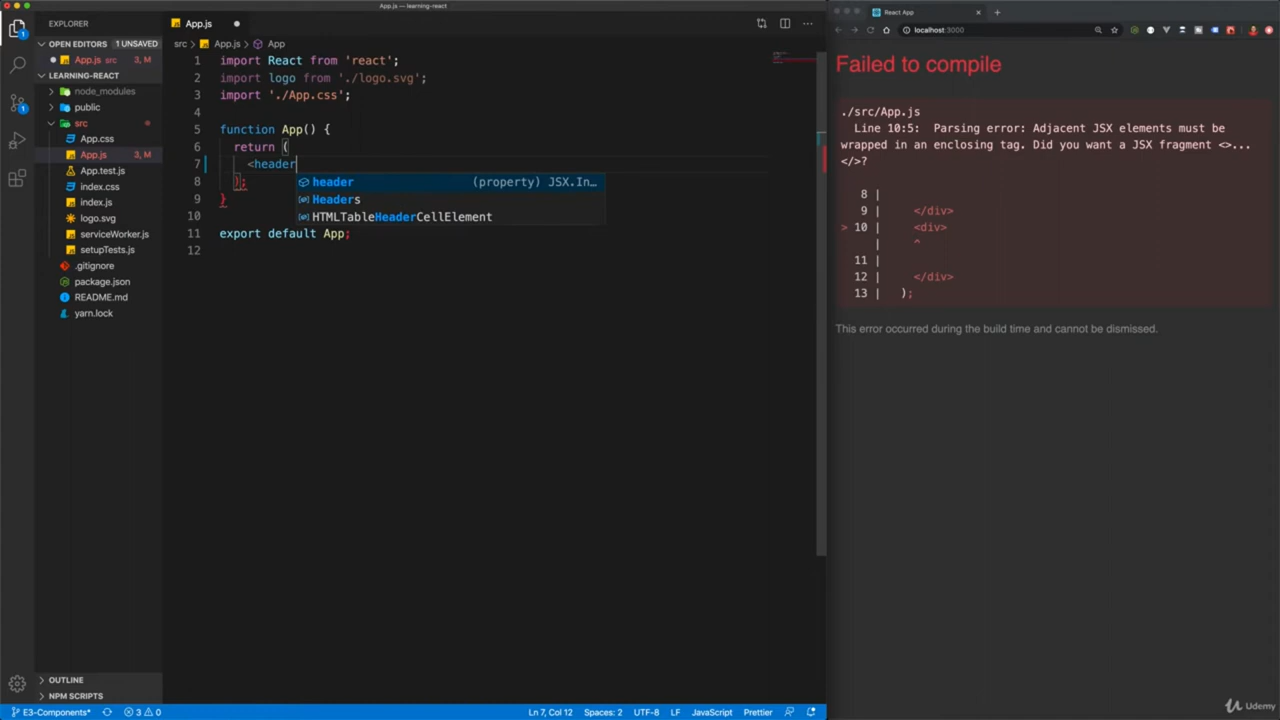 App.js — learning-react
EXPLORER
OPEN EDITORS 1 UNSAVED
App.js src 3, M
LEARNING-REACT
node_modules
public
src
App.css
App.js 3, M
App.test.js
index.css
index.js
logo.svg
serviceWorker.js
setupTests.js
.gitignore
package.json
README.md
yarn.lock
OUTLINE
NPM SCRIPTS
App.js
src > App.js > App
1 import React from 'react';
2 import logo from './logo.svg';
3 import './App.css';
4
5 function App() {
6 return (
7 <header
8 );
9 }
10
11 export default App;
12
header (property) JSX.In…
Headers
HTMLTableHeaderCellElement
React App
localhost:3000
Failed to compile
./src/App.js
Line 10:5: Parsing error: Adjacent JSX elements must be
wrapped in an enclosing tag. Did you want a JSX fragment <>...
</>?
8 |
9 | </div>
> 10 | <div>
| ^
11 |
12 | </div>
13 | );
This error occurred during the build time and cannot be dismissed.
E3-Components* 3 0 Ln 7, Col 12 Spaces: 2 UTF-8 LF JavaScript Prettier
Udemy